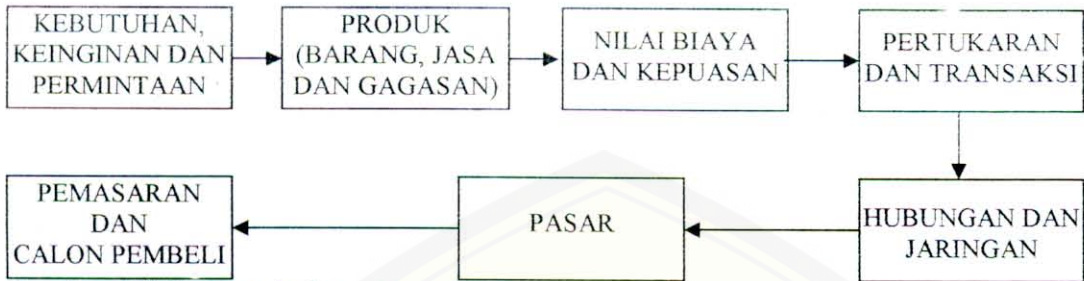 KEBUTUHAN,
KEINGINAN DAN
PERMINTAAN
PRODUK
(BARANG, JASA
DAN GAGASAN)
NILAI BIAYA
DAN KEPUASAN
PERTUKARAN
DAN TRANSAKSI
HUBUNGAN DAN
JARINGAN
PASAR
PEMASARAN
DAN
CALON PEMBELI